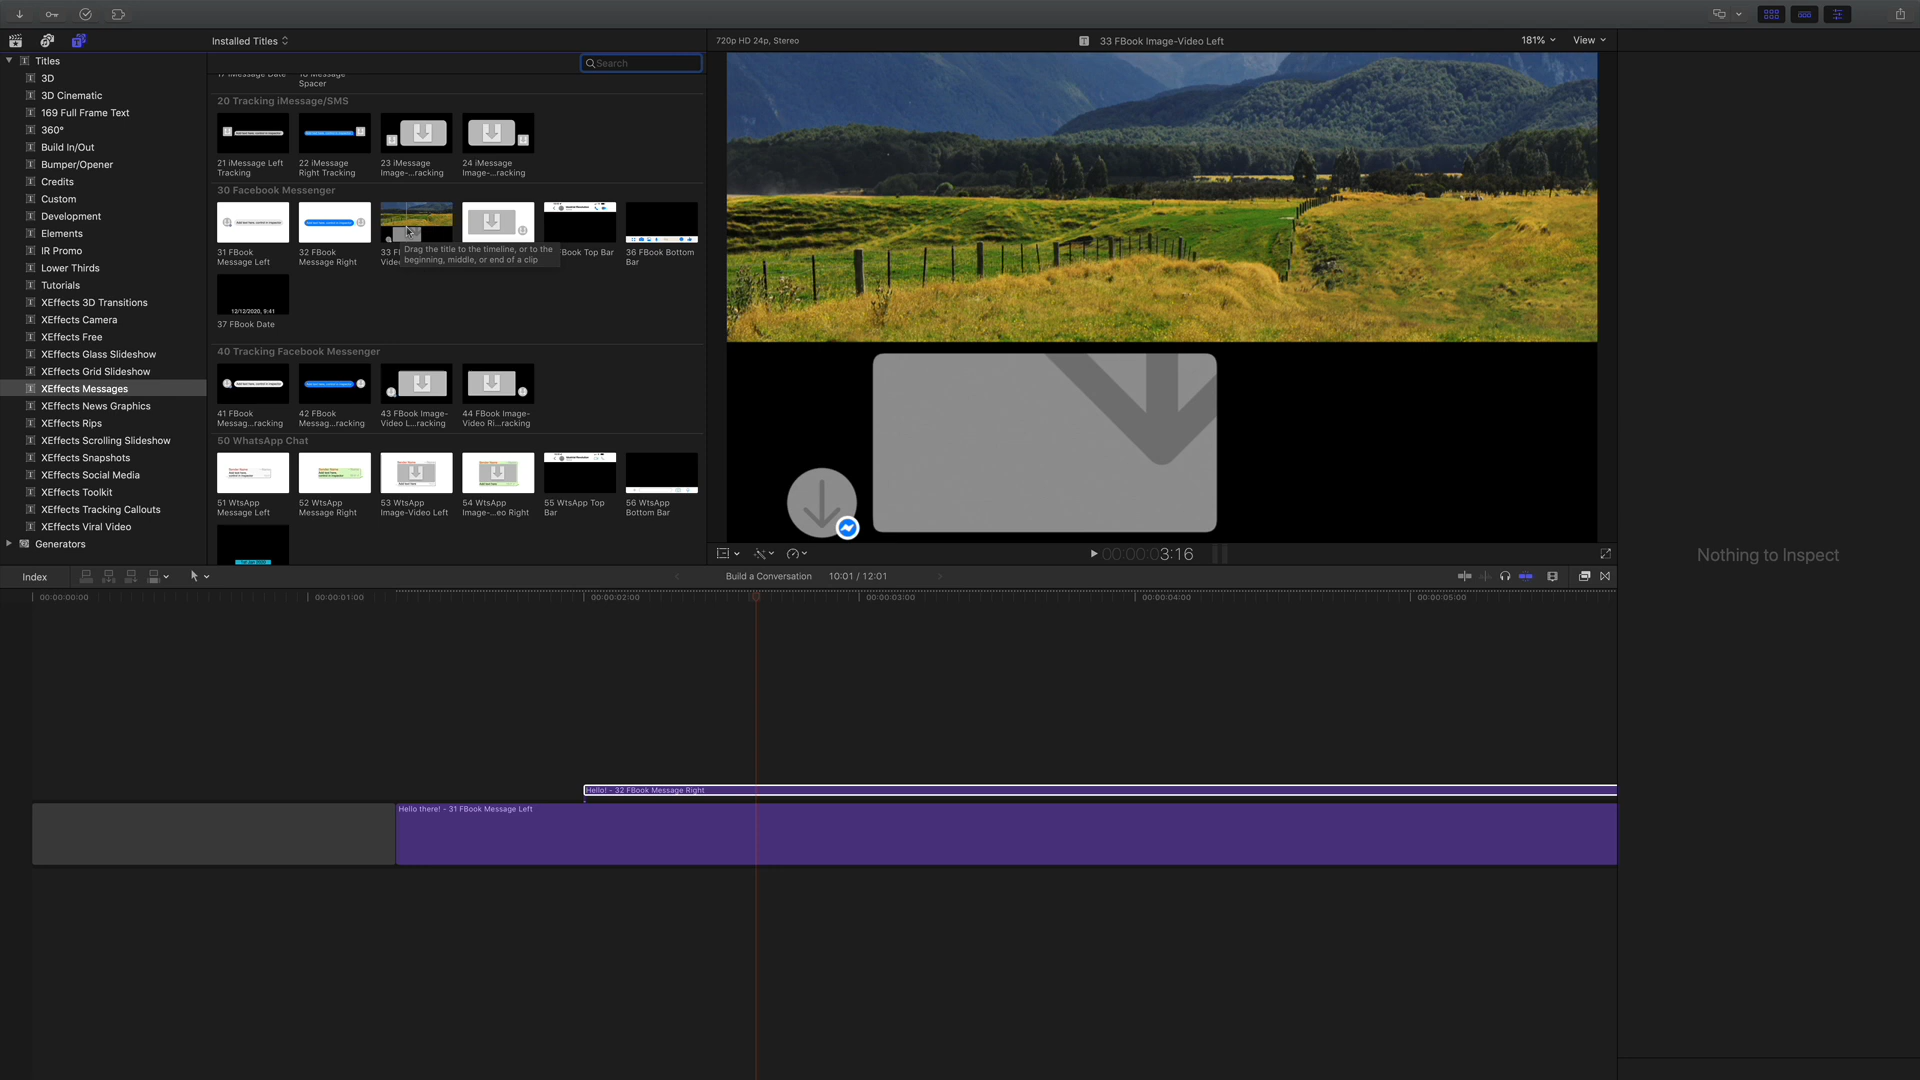 Installed Titles
720p HD 24p, Stereo
33 FBook Image-Video Left
181%
View
Titles
3D
3D Cinematic
169 Full Frame Text
360°
Build In/Out
Bumper/Opener
Credits
Custom
Development
Elements
IR Promo
Lower Thirds
Tutorials
XEffects 3D Transitions
XEffects Camera
XEffects Free
XEffects Glass Slideshow
XEffects Grid Slideshow
XEffects Messages
XEffects News Graphics
XEffects Rips
XEffects Scrolling Slideshow
XEffects Snapshots
XEffects Social Media
XEffects Toolkit
XEffects Tracking Callouts
XEffects Viral Video
Generators
Search
17 iMessage Date
18 iMessage
Spacer
20 Tracking iMessage/SMS
21 iMessage Left
Tracking
22 iMessage
Right Tracking
23 iMessage
Image-...racking
24 iMessage
Image-...racking
30 Facebook Messenger
31 FBook
Message Left
32 FBook
Message Right
33 F
Vide
Book Top Bar
36 FBook Bottom
Bar
Drag the title to the timeline, or to the
beginning, middle, or end of a clip
12/12/2020, 9:41
37 FBook Date
40 Tracking Facebook Messenger
41 FBook
Messag...racking
42 FBook
Messag...racking
43 FBook Image-
Video L...racking
44 FBook Image-
Video Ri...racking
50 WhatsApp Chat
51 WtsApp
Message Left
52 WtsApp
Message Right
53 WtsApp
Image-Video Left
54 WtsApp
Image-...eo Right
55 WtsApp Top
Bar
56 WtsApp
Bottom Bar
00:00:00:03:16
Nothing to Inspect
Index
Build a Conversation
10:01 / 12:01
00:00:00:00
00:00:01:00
00:00:02:00
00:00:03:00
00:00:04:00
00:00:05:00
Hello! - 32 FBook Message Right
Hello there! - 31 FBook Message Left